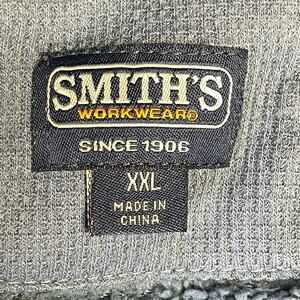 SMITH'S
WORKWEAR®
SINCE 1906
XXL
MADE IN
CHINA